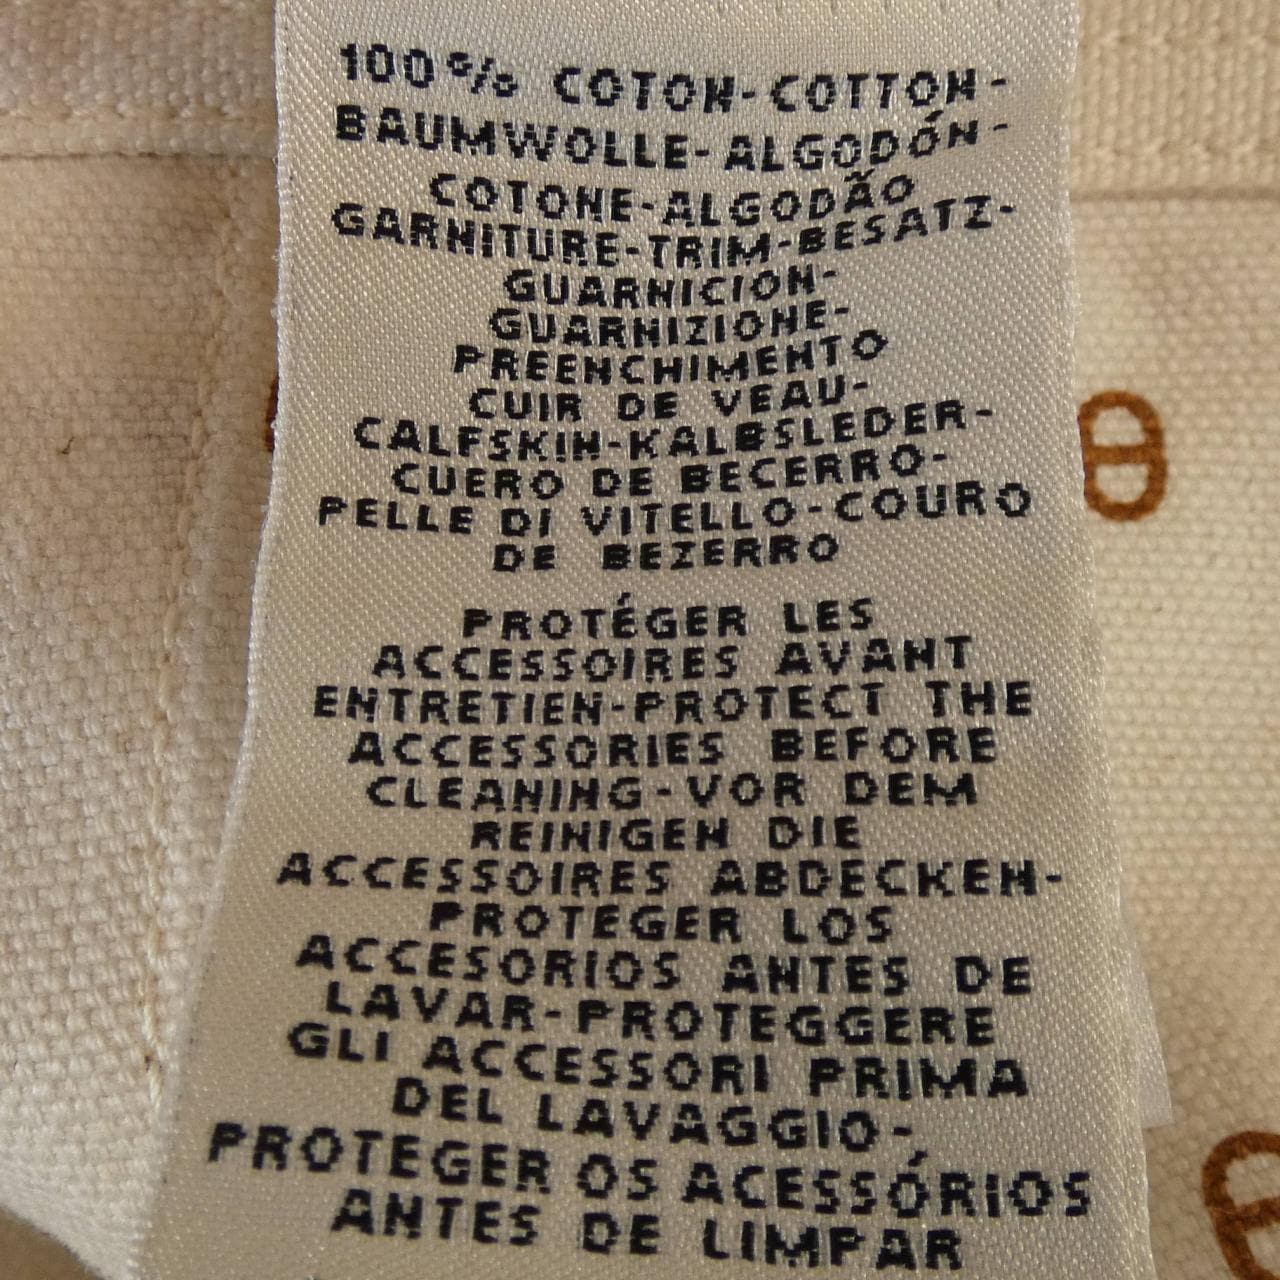 100% COTON-COTTON-
BAUMWOLLE-ALGODÓN-
COTONE-ALGODÃO
GARNITURE-TRIM-BESATZ-
GUARNICION-
GUARNIZIONE-
PREENCHIMENTO
CUIR DE VEAU-
CALFSKIN-KALBSLEDER-
CUERO DE BECERRO-
PELLE DI VITELLO-COURO
DE BEZERRO
PROTÉGER LES
ACCESSOIRES AVANT
ENTRETIEN-PROTECT THE
ACCESSORIES BEFORE
CLEANING-VOR DEM
REINIGEN DIE
ACCESSOIRES ABDECKEN-
PROTEGER LOS
ACCESORIOS ANTES DE
LAVAR-PROTEGGERE
GLI ACCESSORI PRIMA
DEL LAVAGGIO-
PROTEGER OS ACESSÓRIOS
ANTES DE LIMPAR